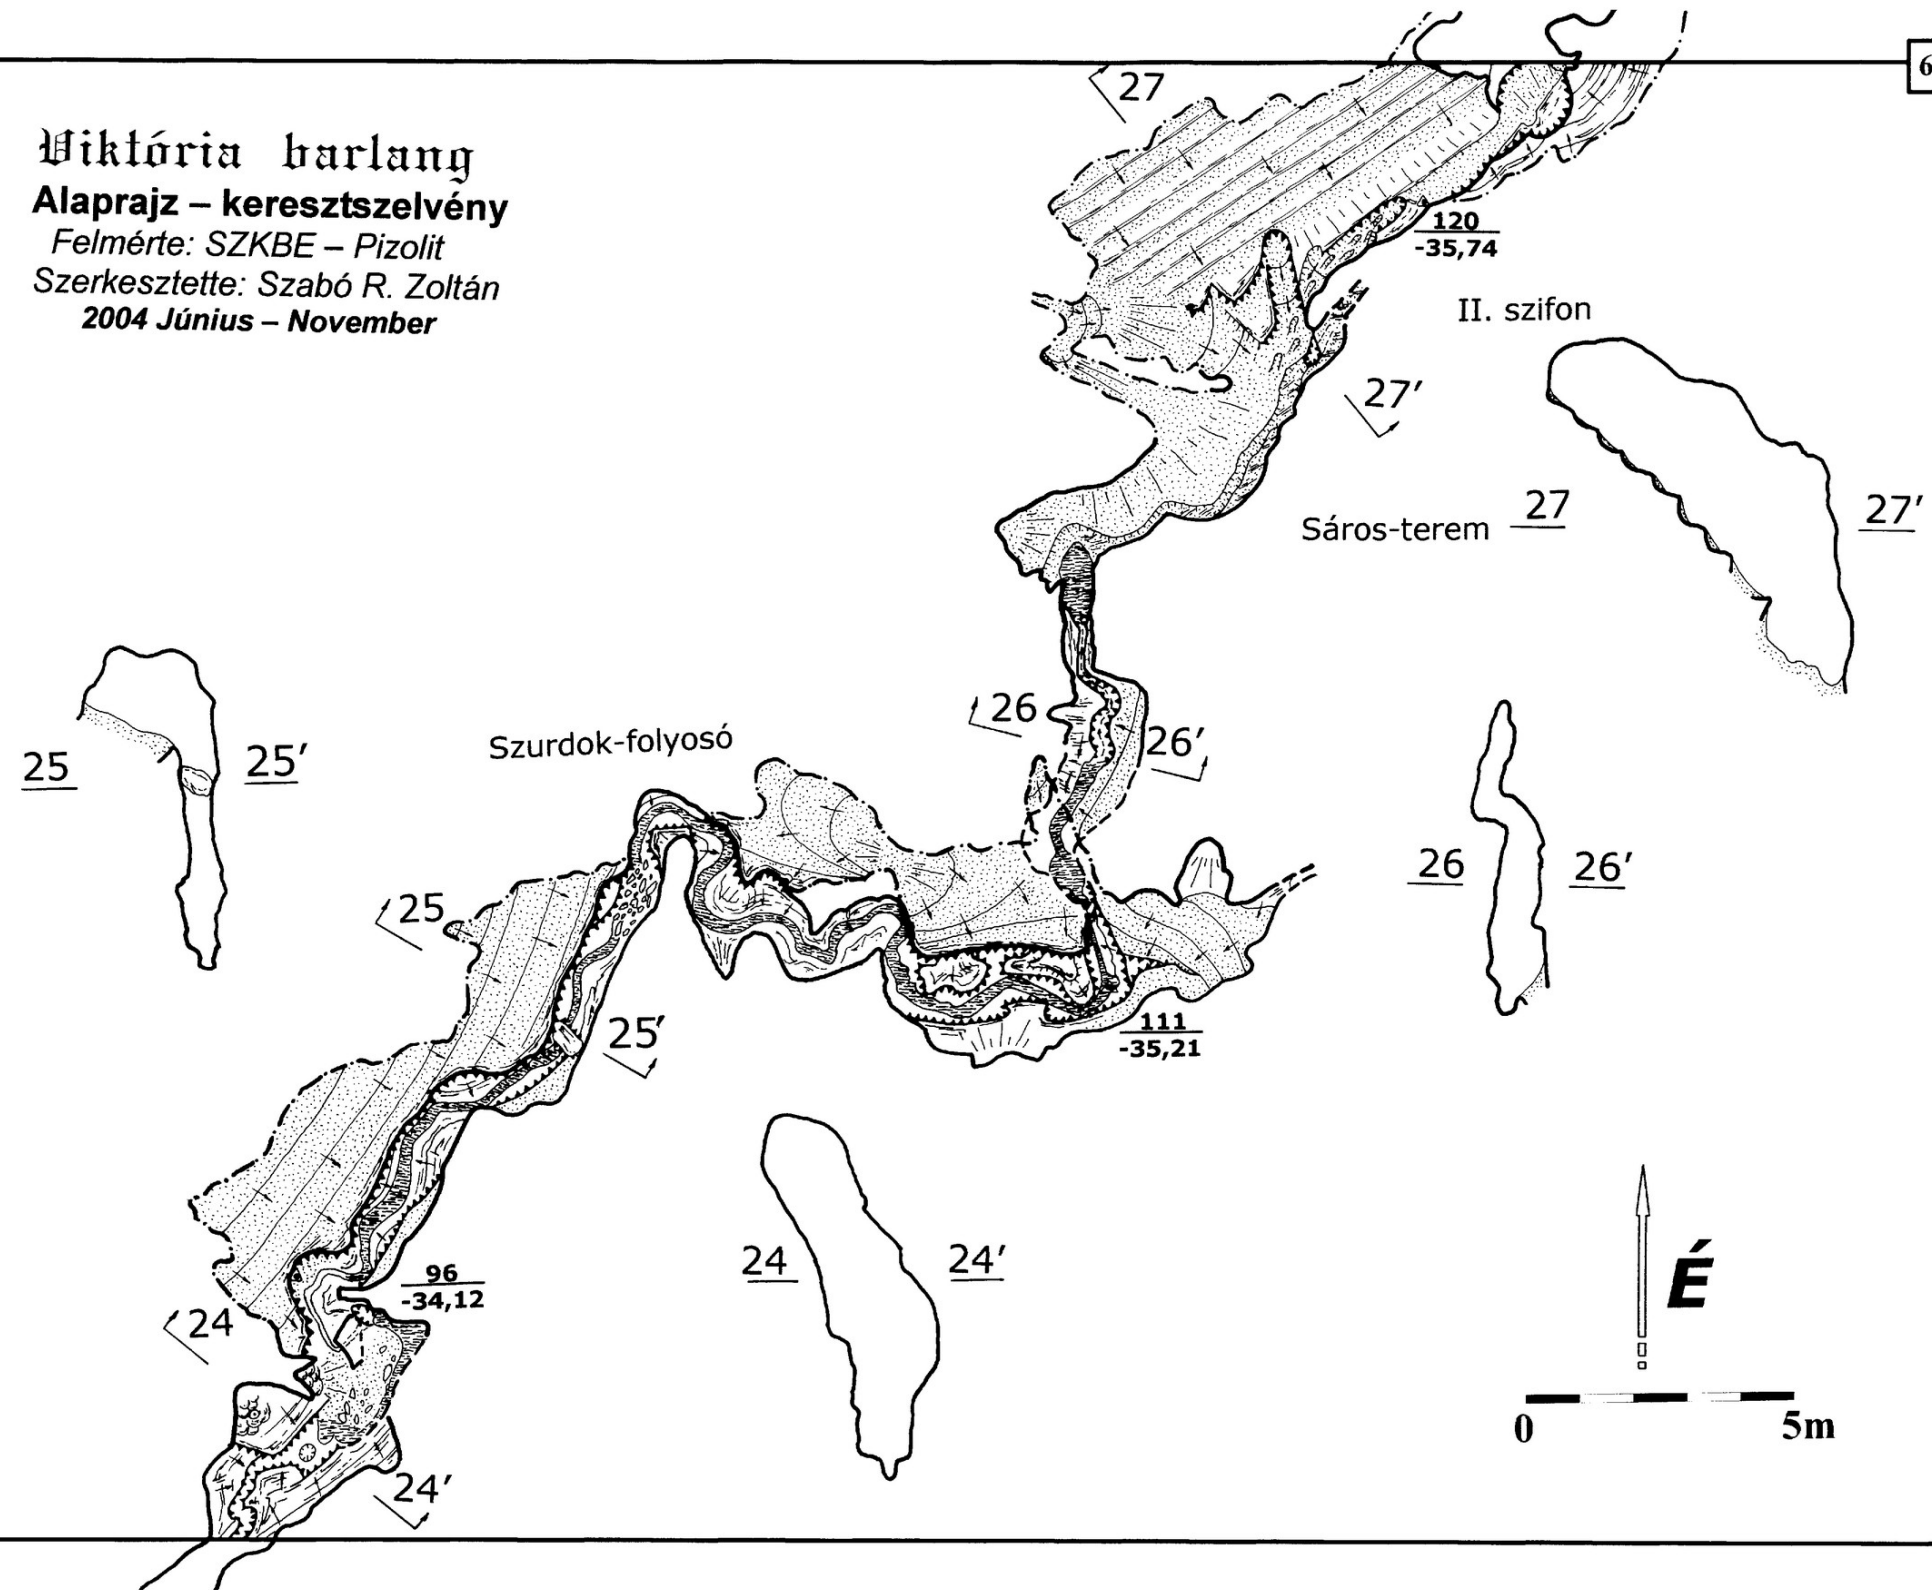 6
Viktória barlang
Alaprajz – keresztszelvény
Felmérte: SZKBE – Pizolit
Szerkesztette: Szabó R. Zoltán
2004 Június – November
27
120
-35,74
II. szifon
27'
Sáros-terem
27
27'
26
26'
Szurdok-folyosó
25
25'
26
26'
25
25'
111
-35,21
24
24'
96
-34,12
24
24'
É
0
5m